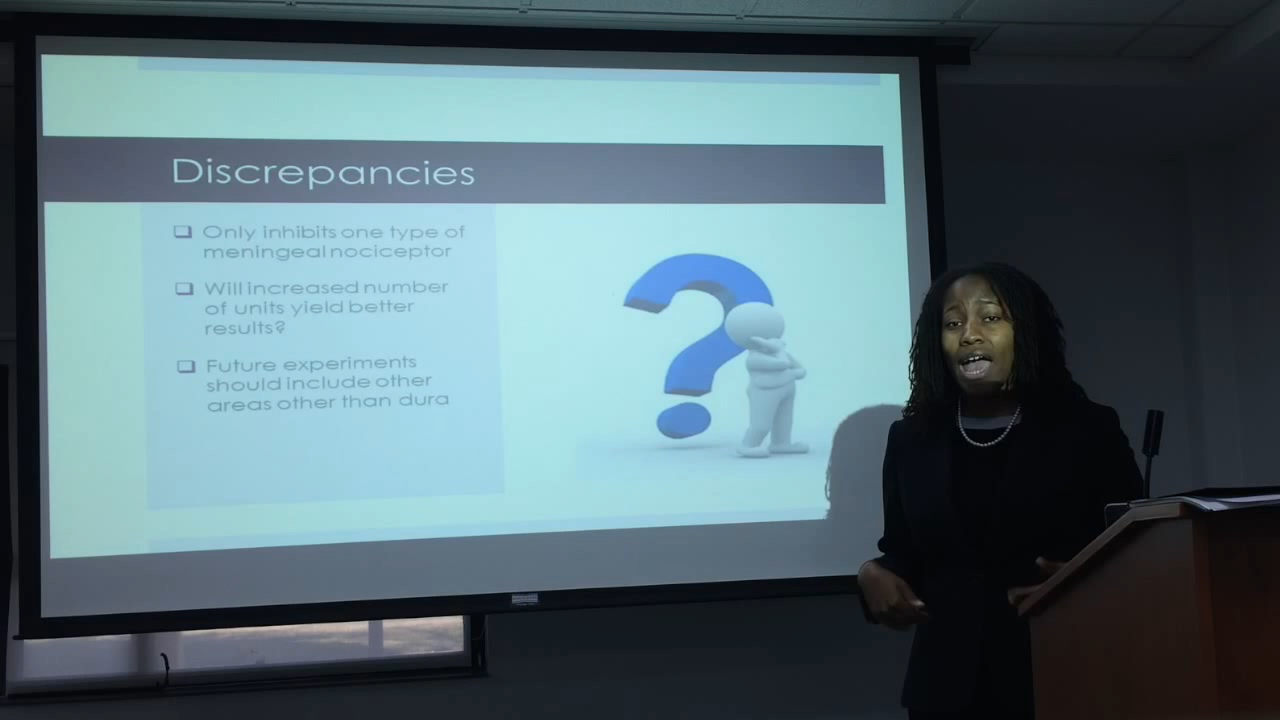 Discrepancies
Only inhibits one type of
meningeal nociceptor
Will increased number
of units yield better
results?
Future experiments
should include other
areas other than dura